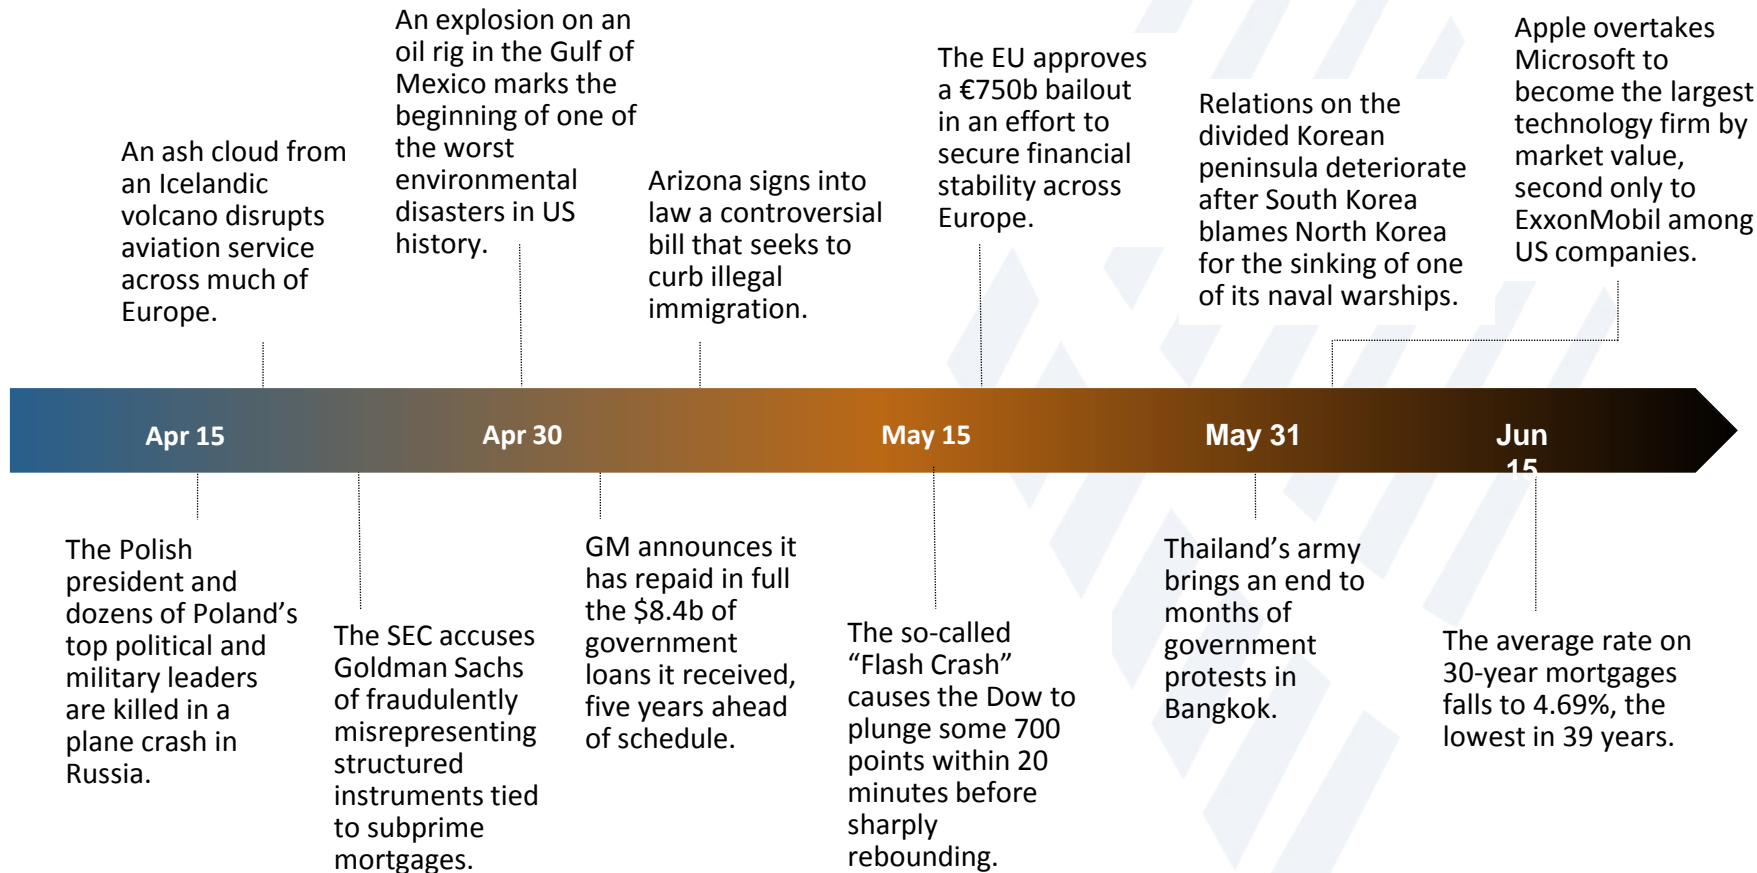 An ash cloud from
an Icelandic
volcano disrupts
aviation service
across much of
Europe.
An explosion on an
oil rig in the Gulf of
Mexico marks the
beginning of one of
the worst
environmental
disasters in US
history.
Arizona signs into
law a controversial
bill that seeks to
curb illegal
immigration.
The EU approves
a €750b bailout
in an effort to
secure financial
stability across
Europe.
Relations on the
divided Korean
peninsula deteriorate
after South Korea
blames North Korea
for the sinking of one
of its naval warships.
Apple overtakes
Microsoft to
become the largest
technology firm by
market value,
second only to
ExxonMobil among
US companies.
Apr 15
Apr 30
May 15
May 31
Jun
15
The Polish
president and
dozens of Poland’s
top political and
military leaders
are killed in a
plane crash in
Russia.
The SEC accuses
Goldman Sachs
of fraudulently
misrepresenting
structured
instruments tied
to subprime
mortgages.
GM announces it
has repaid in full
the $8.4b of
government
loans it received,
five years ahead
of schedule.
The so-called
“Flash Crash”
causes the Dow to
plunge some 700
points within 20
minutes before
sharply
rebounding.
Thailand’s army
brings an end to
months of
government
protests in
Bangkok.
The average rate on
30-year mortgages
falls to 4.69%, the
lowest in 39 years.